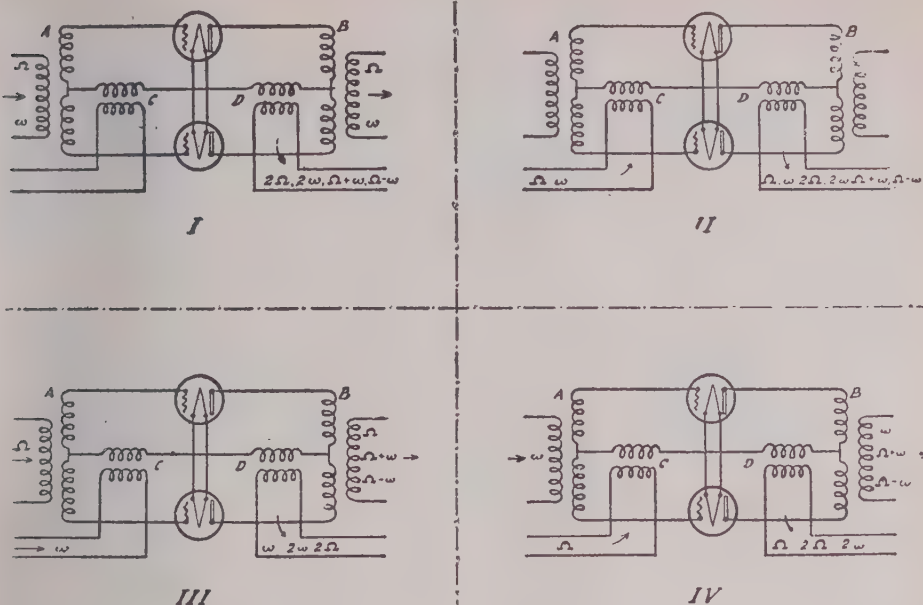 A B
Ω Ω
C D
ω ω
2Ω, 2ω, Ω+ω, Ω-ω
I
A B
C D
Ω ω Ω, ω 2Ω, 2ω Ω+ω, Ω-ω
II
A B
Ω Ω
C D Ω+ω
Ω-ω
ω ω 2ω 2Ω
III
A B
ω
C D Ω+ω
Ω-ω
Ω Ω 2Ω 2ω
IV